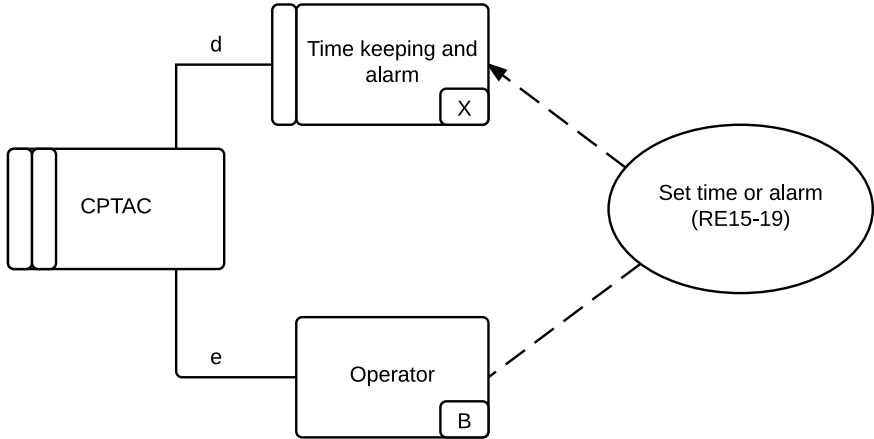 d
Time keeping and
alarm
X
CPTAC
Set time or alarm
(RE15-19)
e
Operator
B